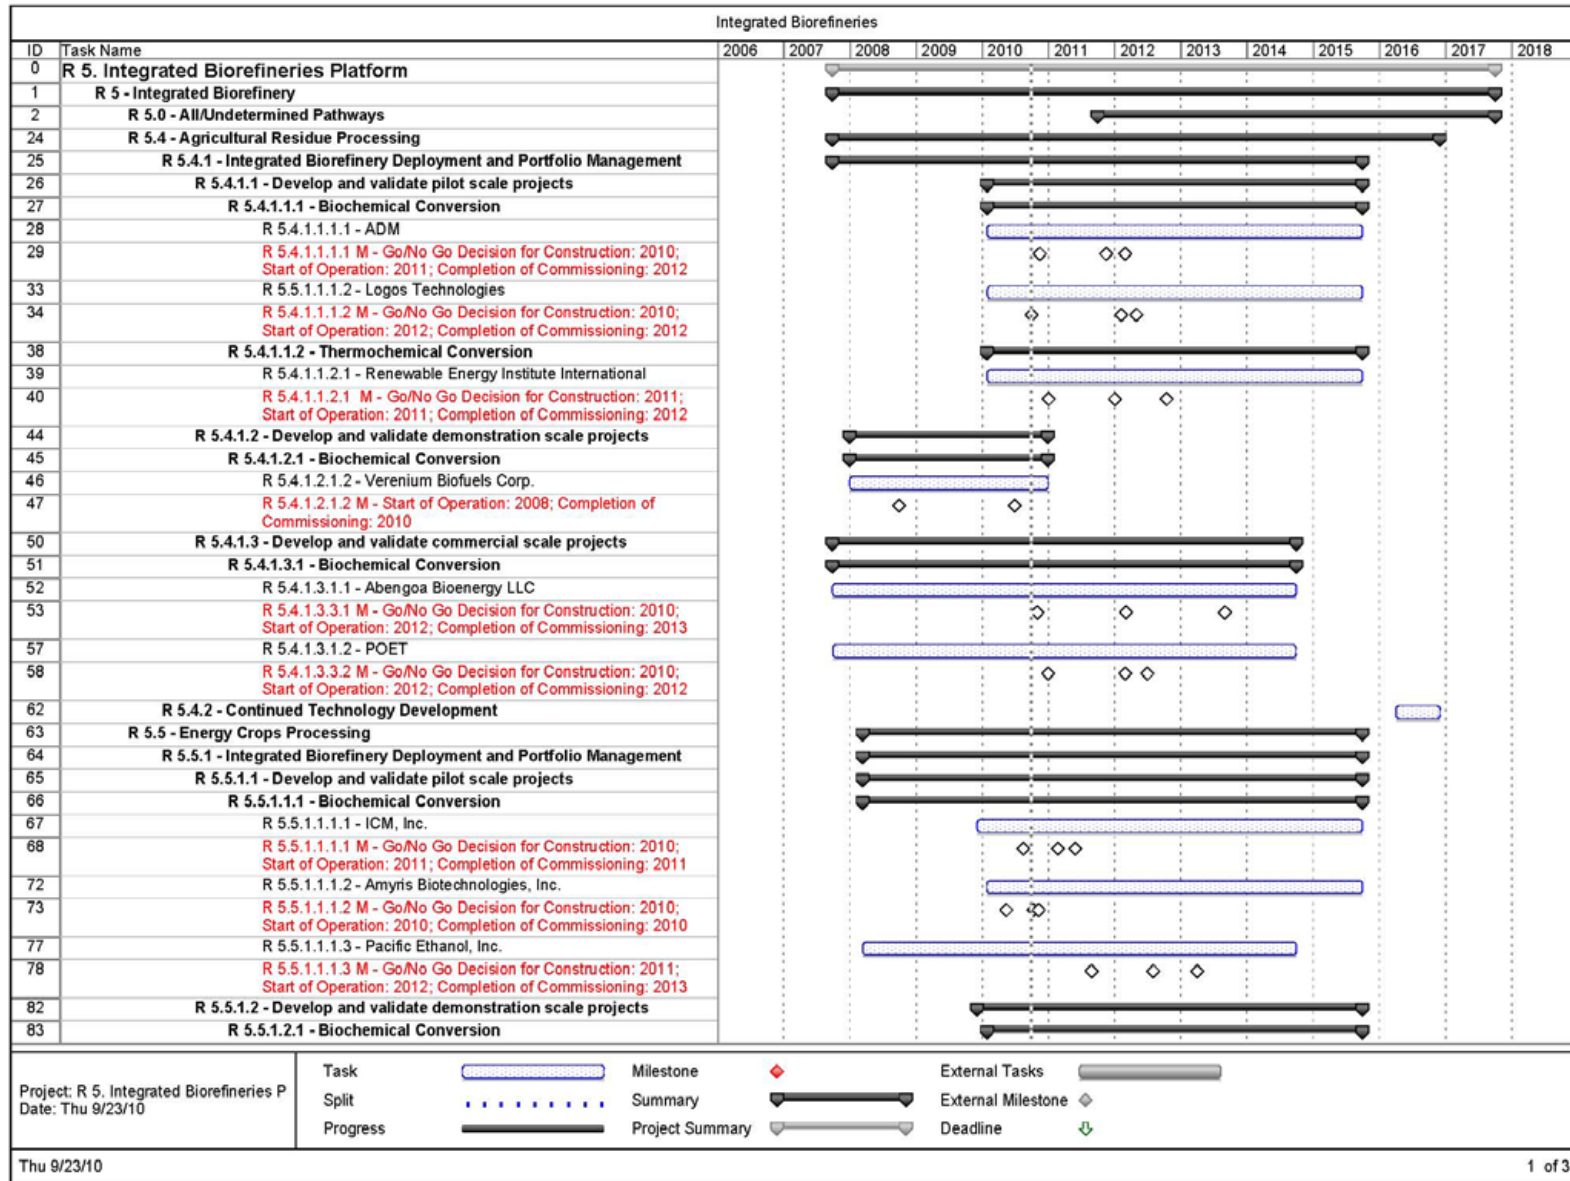 Integrated Biorefineries
ID Task Name 2006 2007 2008 2009 2010 2011 2012 2013 2014 2015 2016 2017 2018
0 R 5. Integrated Biorefineries Platform
1 R 5 - Integrated Biorefinery
2 R 5.0 - All/Undetermined Pathways
24 R 5.4 - Agricultural Residue Processing
25 R 5.4.1 - Integrated Biorefinery Deployment and Portfolio Management
26 R 5.4.1.1 - Develop and validate pilot scale projects
27 R 5.4.1.1.1 - Biochemical Conversion
28 R 5.4.1.1.1.1 - ADM
29 R 5.4.1.1.1.1 M - Go/No Go Decision for Construction: 2010;
Start of Operation: 2011; Completion of Commissioning: 2012
33 R 5.5.1.1.1.2 - Logos Technologies
34 R 5.4.1.1.1.2 M - Go/No Go Decision for Construction: 2010;
Start of Operation: 2012; Completion of Commissioning: 2012
38 R 5.4.1.1.2 - Thermochemical Conversion
39 R 5.4.1.1.2.1 - Renewable Energy Institute International
40 R 5.4.1.1.2.1 M - Go/No Go Decision for Construction: 2011;
Start of Operation: 2011; Completion of Commissioning: 2012
44 R 5.4.1.2 - Develop and validate demonstration scale projects
45 R 5.4.1.2.1 - Biochemical Conversion
46 R 5.4.1.2.1.2 - Verenium Biofuels Corp.
47 R 5.4.1.2.1.2 M - Start of Operation: 2008; Completion of
Commissioning: 2010
50 R 5.4.1.3 - Develop and validate commercial scale projects
51 R 5.4.1.3.1 - Biochemical Conversion
52 R 5.4.1.3.1.1 - Abengoa Bioenergy LLC
53 R 5.4.1.3.3.1 M - Go/No Go Decision for Construction: 2010;
Start of Operation: 2012; Completion of Commissioning: 2013
57 R 5.4.1.3.1.2 - POET
58 R 5.4.1.3.3.2 M - Go/No Go Decision for Construction: 2010;
Start of Operation: 2012; Completion of Commissioning: 2012
62 R 5.4.2 - Continued Technology Development
63 R 5.5 - Energy Crops Processing
64 R 5.5.1 - Integrated Biorefinery Deployment and Portfolio Management
65 R 5.5.1.1 - Develop and validate pilot scale projects
66 R 5.5.1.1.1 - Biochemical Conversion
67 R 5.5.1.1.1.1 - ICM, Inc.
68 R 5.5.1.1.1.1 M - Go/No Go Decision for Construction: 2010;
Start of Operation: 2011; Completion of Commissioning: 2011
72 R 5.5.1.1.1.2 - Amyris Biotechnologies, Inc.
73 R 5.5.1.1.1.2 M - Go/No Go Decision for Construction: 2010;
Start of Operation: 2010; Completion of Commissioning: 2010
77 R 5.5.1.1.1.3 - Pacific Ethanol, Inc.
78 R 5.5.1.1.1.3 M - Go/No Go Decision for Construction: 2011;
Start of Operation: 2012; Completion of Commissioning: 2013
82 R 5.5.1.2 - Develop and validate demonstration scale projects
83 R 5.5.1.2.1 - Biochemical Conversion
Project: R 5. Integrated Biorefineries P
Date: Thu 9/23/10
Task Milestone External Tasks
Split Summary External Milestone
Progress Project Summary Deadline
Thu 9/23/10 1 of 3